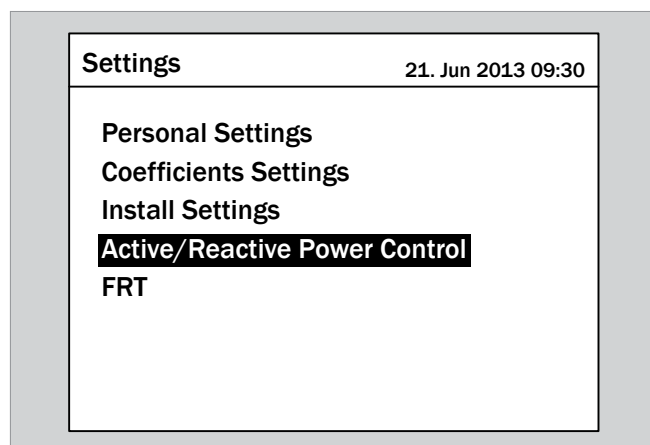 Settings
21. Jun 2013 09:30
Personal Settings
Coefficients Settings
Install Settings
Active/Reactive Power Control
FRT